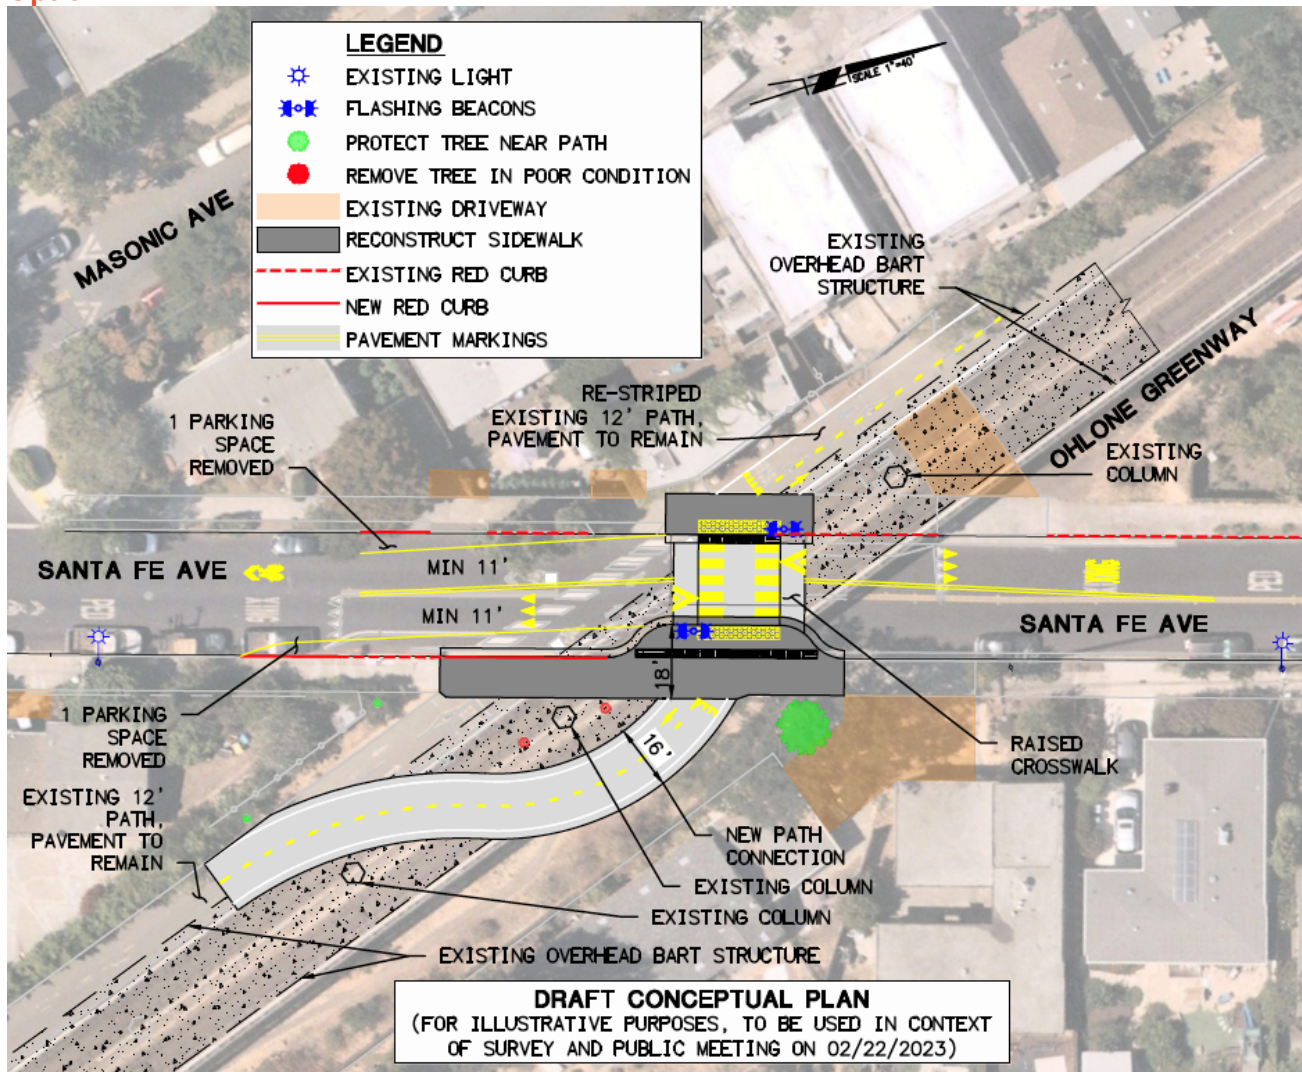 LEGEND
EXISTING LIGHT
FLASHING BEACONS
PROTECT TREE NEAR PATH
REMOVE TREE IN POOR CONDITION
EXISTING DRIVEWAY
RECONSTRUCT SIDEWALK
EXISTING RED CURB
NEW RED CURB
PAVEMENT MARKINGS
SCALE 1"=40'
MASONIC AVE
EXISTING
OVERHEAD BART
STRUCTURE
OHLONE GREENWAY
RE-STRIPED
EXISTING 12' PATH,
PAVEMENT TO REMAIN
1 PARKING
SPACE
REMOVED
EXISTING
COLUMN
SANTA FE AVE
MIN 11'
MIN 11'
SANTA FE AVE
PED
18'
1 PARKING
SPACE
REMOVED
16'
RAISED
CROSSWALK
EXISTING 12'
PATH,
PAVEMENT TO
REMAIN
NEW PATH
CONNECTION
EXISTING COLUMN
EXISTING COLUMN
EXISTING OVERHEAD BART STRUCTURE
DRAFT CONCEPTUAL PLAN
(FOR ILLUSTRATIVE PURPOSES, TO BE USED IN CONTEXT
OF SURVEY AND PUBLIC MEETING ON 02/22/2023)